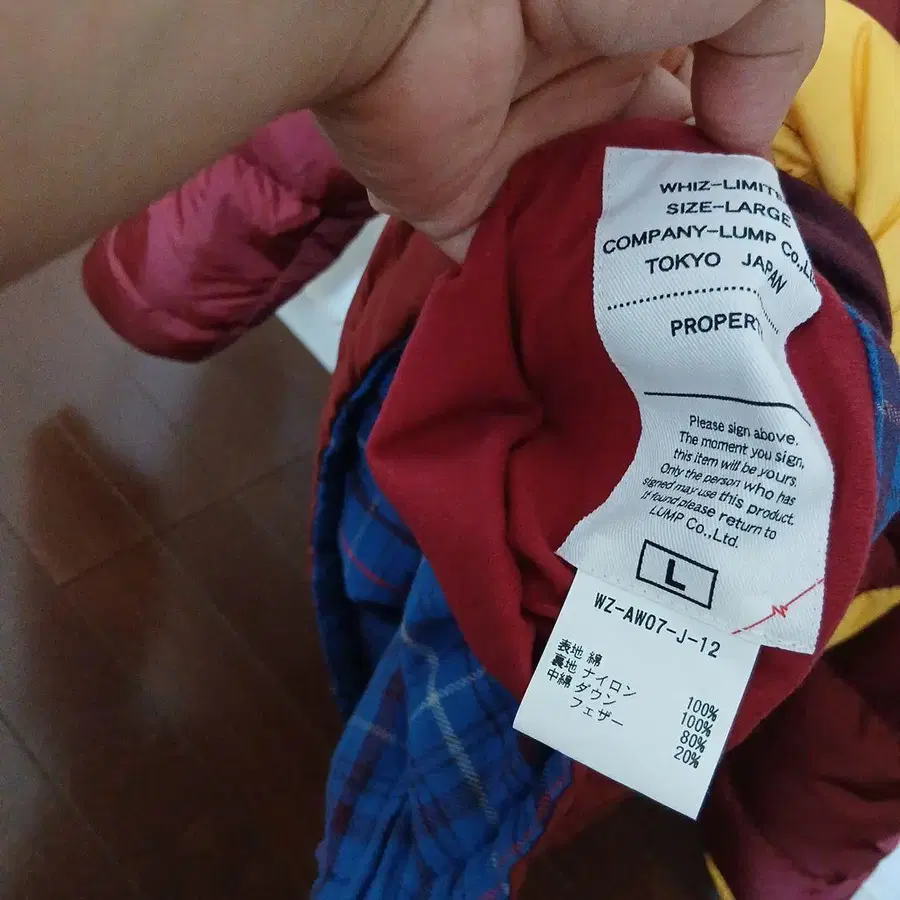 WHIZ-LIMITE
SIZE-LARGE
COMPANY-LUMP Co.,L
TOKYO JAPAN
PROPERT
Please sign above.
The moment you sign,
this item will be yours.
Only the person who has
signed may use this product.
If found please return to
LUMP Co.,Ltd.
L
WZ-AW07-J-12
表地 綿 100%
裏地 ナイロン 100%
中綿 ダウン 80%
フェザー 20%